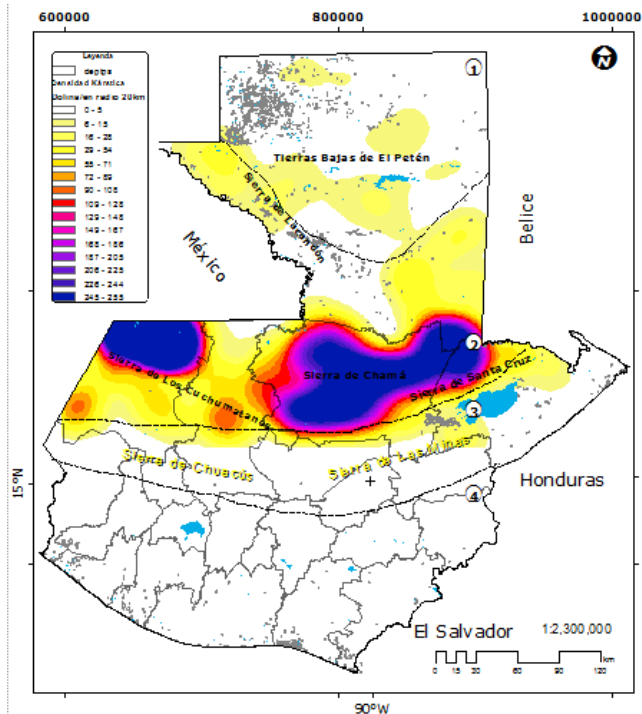 600000 800000 1000000
Leyenda
depips
Densidad Kárstica
Dolinas/en radio 20km
0 - 5
6 - 15
16 - 28
29 - 54
55 - 71
72 - 89
90 - 108
109 - 128
129 - 148
149 - 167
168 - 186
187 - 205
206 - 225
226 - 244
245 - 255
N
1
Tierras Bajas de El Petén
Sierra de Lacandón
México
Belice
2
Sierra de Los Cuchumatanes
Sierra de Chamá
Sierra de Santa Cruz
3
Sierra de Chuacús
Sierra de Las Minas
Honduras
15°N
4
El Salvador
1:2,300,000
km
0 15 30 60 90 120
90°W